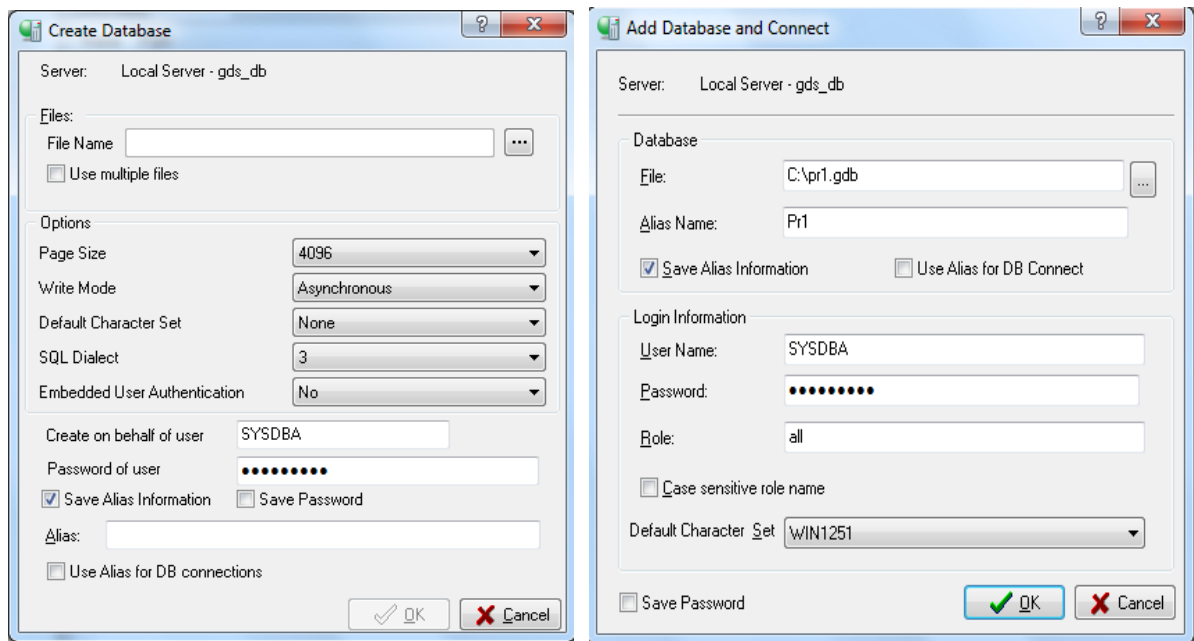 Create Database
Server: Local Server - gds_db
Files:
File Name ...
Use multiple files
Options
Page Size 4096
Write Mode Asynchronous
Default Character Set None
SQL Dialect 3
Embedded User Authentication No
Create on behalf of user SYSDBA
Password of user •••••••••
Save Alias Information Save Password
Alias:
Use Alias for DB connections
OK Cancel
Add Database and Connect
Server: Local Server - gds_db
Database
File: C:\pr1.gdb ...
Alias Name: Pr1
Save Alias Information Use Alias for DB Connect
Login Information
User Name: SYSDBA
Password: •••••••••
Role: all
Case sensitive role name
Default Character Set WIN1251
Save Password OK Cancel